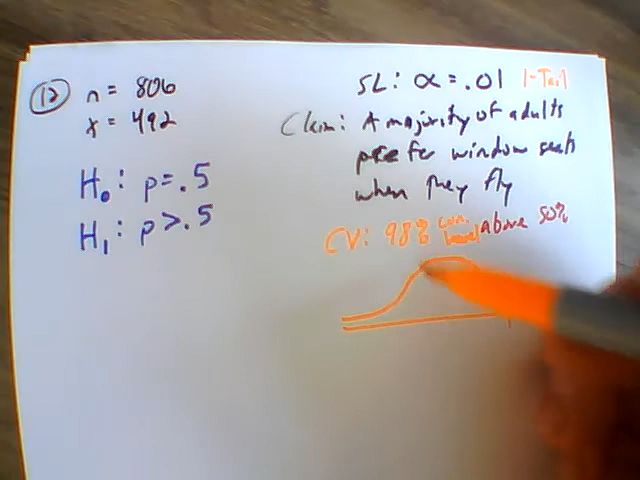 12 n = 806
x = 492
H₀: p = .5
H₁: p > .5
SL: α = .01 1-Tail
Claim: A majority of adults
prefer window seats
when they fly
above 50%
CV: 98% con.
level